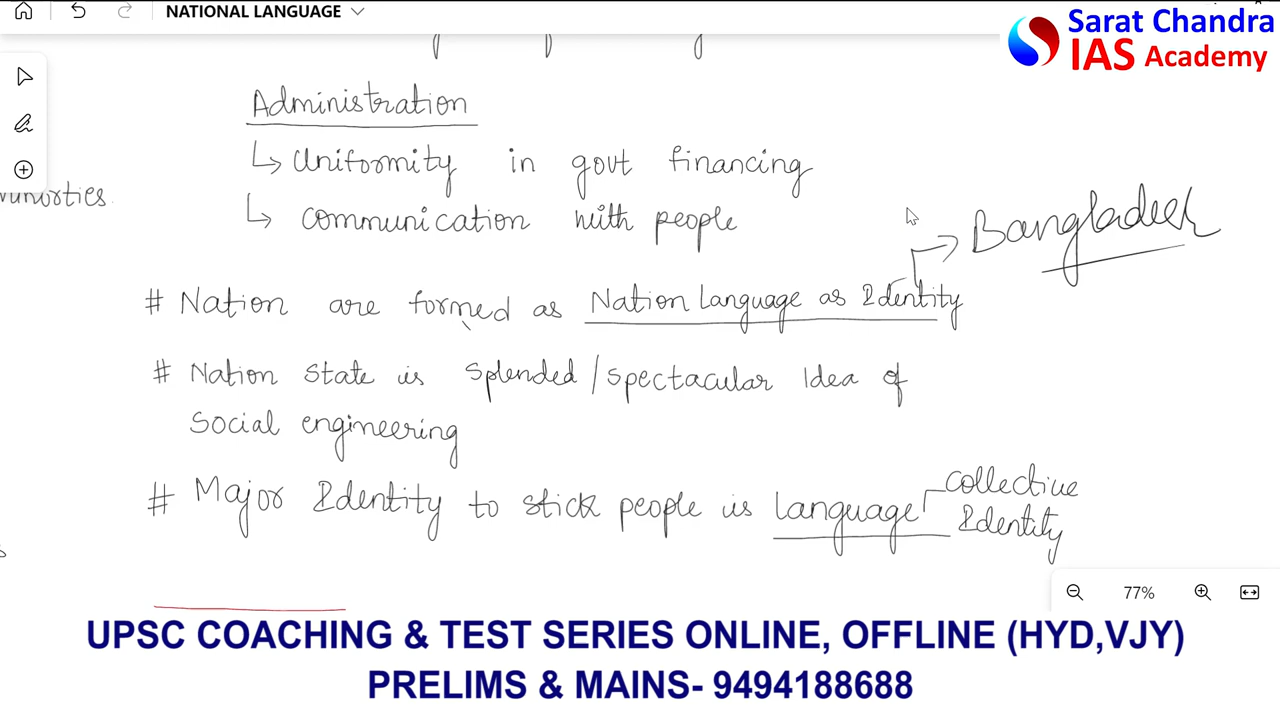 NATIONAL LANGUAGE
Sarat Chandra
IAS Academy
Administration
Uniformity in govt financing
communication with people
Bangladesh
# Nation are formed as Nation Language as Identity
# Nation State is Splended/spectacular Idea of
Social engineering
# Major Identity to stick people is language
collective
Identity
77%
UPSC COACHING & TEST SERIES ONLINE, OFFLINE (HYD,VJY)
PRELIMS & MAINS- 9494188688